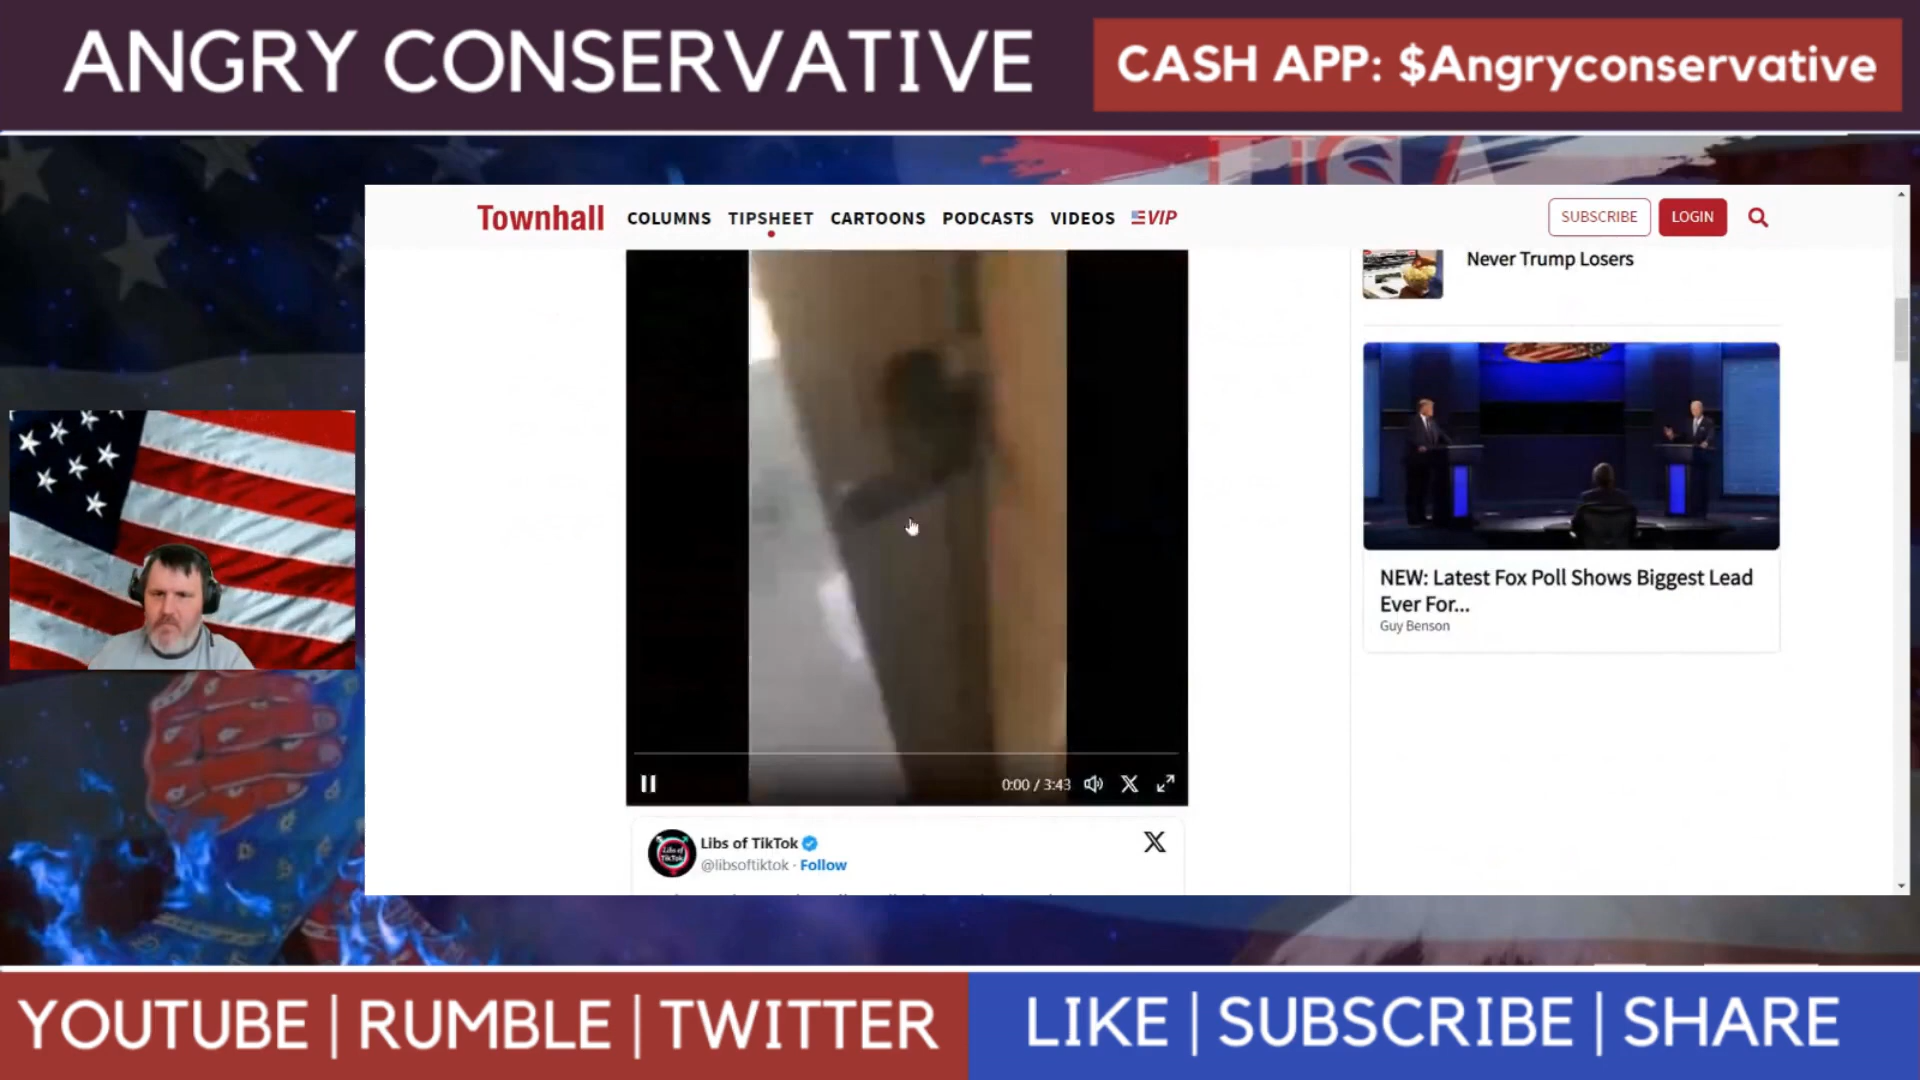 ANGRY CONSERVATIVE
CASH APP: $Angryconservative
USA
Townhall
COLUMNS
TIPSHEET
CARTOONS
PODCASTS
VIDEOS
VIP
SUBSCRIBE
LOGIN
Never Trump Losers
NEW: Latest Fox Poll Shows Biggest Lead
Ever For...
Guy Benson
0:00 / 3:43
Libs of TikTok
@libsoftiktok · Follow
X
YOUTUBE | RUMBLE | TWITTER
LIKE | SUBSCRIBE | SHARE